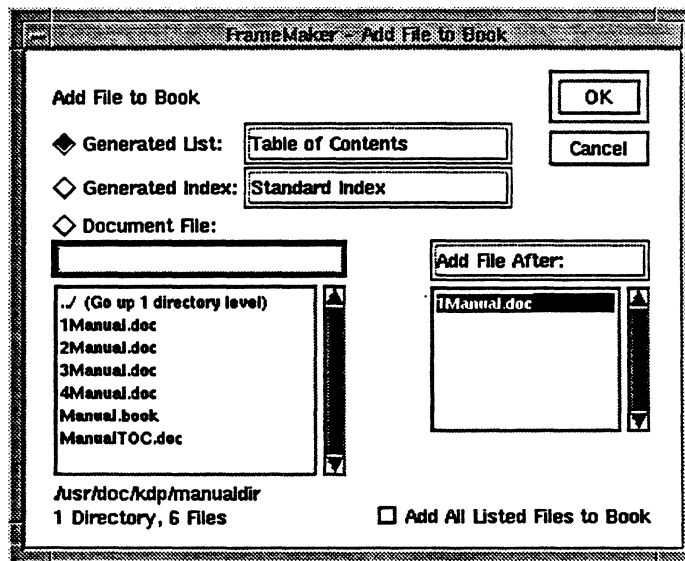 FrameMaker - Add File to Book
Add File to Book
OK
Generated List: Table of Contents
Cancel
Generated Index: Standard Index
Document File:
Add File After:
../ (Go up 1 directory level)
1Manual.doc
2Manual.doc
3Manual.doc
4Manual.doc
Manual.book
ManualTOC.doc
1Manual.doc
/usr/doc/kdp/manualdir
1 Directory, 6 Files
Add All Listed Files to Book